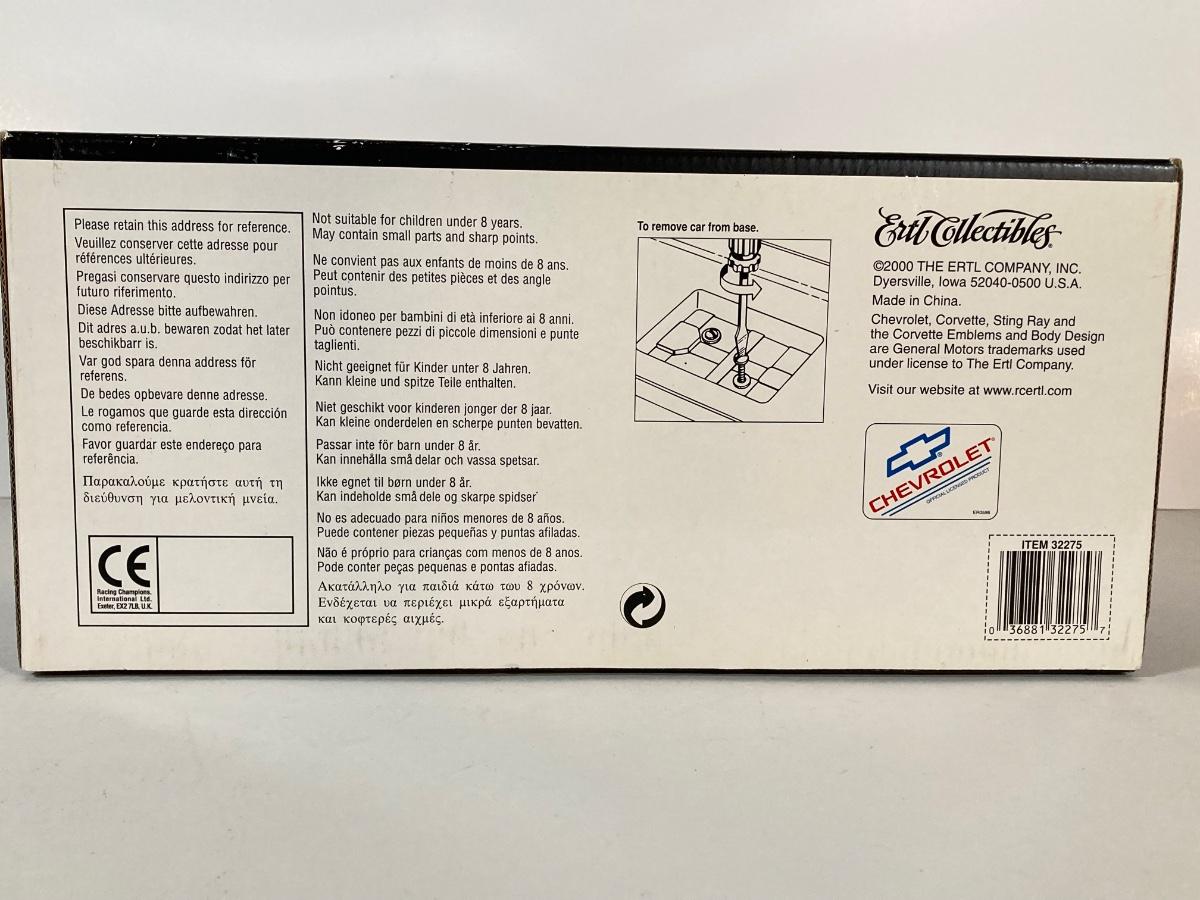 Please retain this address for reference.
Veuillez conserver cette adresse pour
références ultérieures.
Pregasi conservare questo indirizzo per
futuro riferimento.
Diese Adresse bitte aufbewahren.
Dit adres a.u.b. bewaren zodat het later
beschikbarr is.
Var god spara denna address för
referens.
De bedes opbevare denne adresse.
Le rogamos que guarde esta dirección
como referencia.
Favor guardar este endereço para
referência.
Παρακαλούμε κρατήστε αυτή τη
διεύθυνση για μελοντική μνεία.
CE
Racing Champions
International Ltd.
Exeter, EX2 7LB, U.K.
Not suitable for children under 8 years.
May contain small parts and sharp points.
Ne convient pas aux enfants de moins de 8 ans.
Peut contenir des petites pièces et des angle
pointus.
Non idoneo per bambini di età inferiore ai 8 anni.
Può contenere pezzi di piccole dimensioni e punte
taglienti.
Nicht geeignet für Kinder unter 8 Jahren.
Kann kleine und spitze Teile enthalten.
Niet geschikt voor kinderen jonger der 8 jaar.
Kan kleine onderdelen en scherpe punten bevatten.
Passar inte för barn under 8 år.
Kan innehålla små delar och vassa spetsar.
Ikke egnet til børn under 8 år.
Kan indeholde små dele og skarpe spidser
No es adecuado para niños menores de 8 años.
Puede contener piezas pequeñas y puntas afiladas.
Não é próprio para crianças com menos de 8 anos.
Pode conter peças pequenas e pontas afiadas.
Ακατάλληλο για παιδιά κάτω των 8 χρόνων.
Ενδέχεται υα περιέχει μικρά εξαρτήματα
και κοφτερές αιχμές.
To remove car from base.
Ertl Collectibles
©2000 THE ERTL COMPANY, INC.
Dyersville, Iowa 52040-0500 U.S.A.
Made in China.
Chevrolet, Corvette, Sting Ray and
the Corvette Emblems and Body Design
are General Motors trademarks used
under license to The Ertl Company.
Visit our website at www.rcertl.com
CHEVROLET
OFFICIAL LICENSED PRODUCT
ITEM 32275
0 36881 32275 7